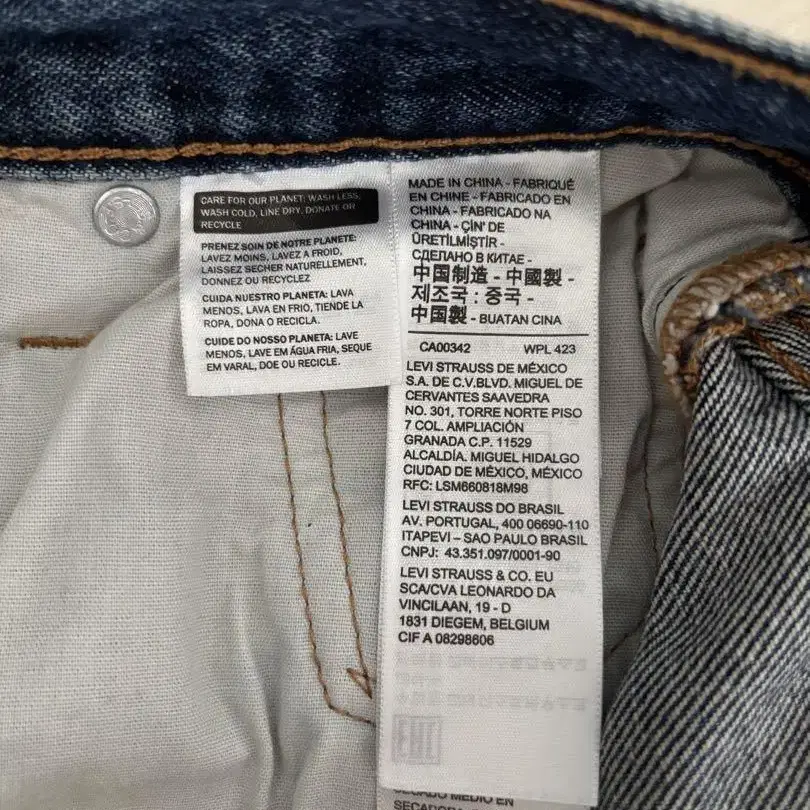 CARE FOR OUR PLANET: WASH LESS,
WASH COLD, LINE DRY, DONATE OR
RECYCLE
PRENEZ SOIN DE NOTRE PLANETE:
LAVEZ MOINS, LAVEZ A FROID,
LAISSEZ SECHER NATURELLEMENT,
DONNEZ OU RECYCLEZ
CUIDA NUESTRO PLANETA: LAVA
MENOS, LAVA EN FRIO, TIENDE LA
ROPA, DONA O RECICLA.
CUIDE DO NOSSO PLANETA: LAVE
MENOS, LAVE EM ÁGUA FRIA, SEQUE
EM VARAL, DOE OU RECICLE.
MADE IN CHINA - FABRIQUÉ
EN CHINE - FABRICADO EN
CHINA - FABRICADO NA
CHINA - ÇİN' DE
ÜRETİLMİŞTİR -
СДЕЛАНО В КИТАЕ -
中国制造 - 中國製 -
제조국 : 중국 -
中国製 - BUATAN CINA
CA00342 WPL 423
LEVI STRAUSS DE MÉXICO
S.A. DE C.V.BLVD. MIGUEL DE
CERVANTES SAAVEDRA
NO. 301, TORRE NORTE PISO
7 COL. AMPLIACIÓN
GRANADA C.P. 11529
ALCALDÍA. MIGUEL HIDALGO
CIUDAD DE MÉXICO, MÉXICO
RFC: LSM660818M98
LEVI STRAUSS DO BRASIL
AV. PORTUGAL, 400 06690-110
ITAPEVI – SAO PAULO BRASIL
CNPJ: 43.351.097/0001-90
LEVI STRAUSS & CO. EU
SCA/CVA LEONARDO DA
VINCILAAN, 19 - D
1831 DIEGEM, BELGIUM
CIF A 08298606
SECADO MEDIO EN